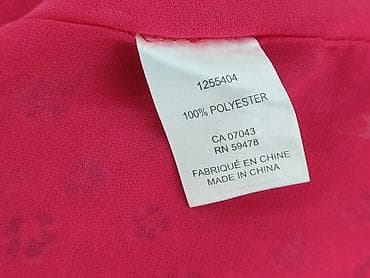 1255404
100% POLYESTER
CA 07043
RN 59478
FABRIQUÉ EN CHINE
MADE IN CHINA